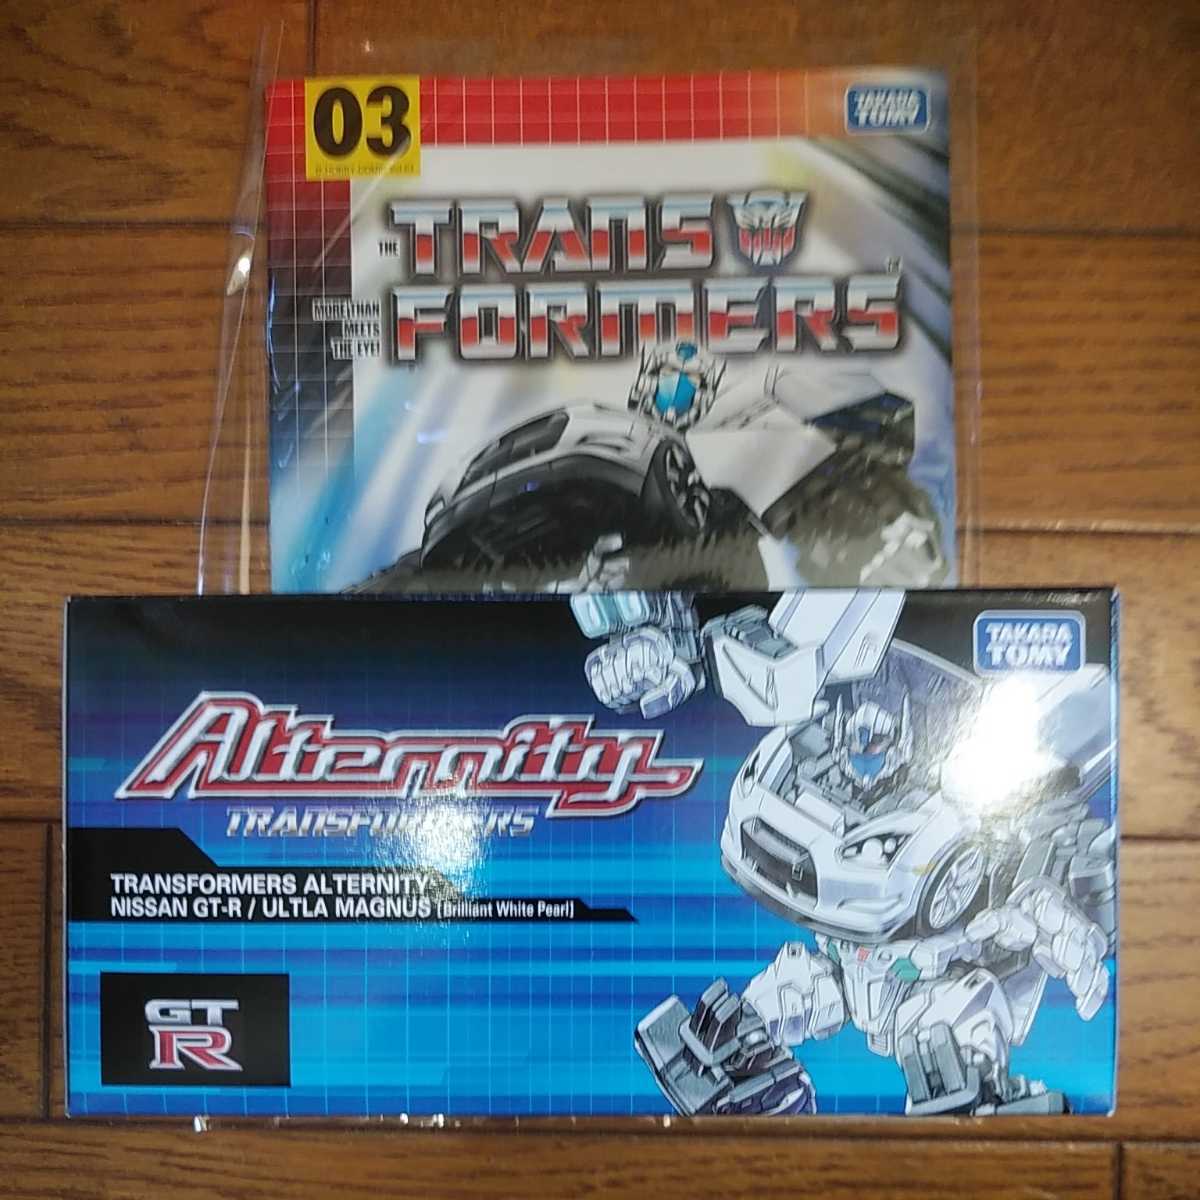 03
TAKARA
TOMY
THE
TRANS
FORMERS
MORE THAN
MEETS
THE EYE!
TAKARA
TOMY
Alternity
TRANSFORMERS
TRANSFORMERS ALTERNITY
NISSAN GT-R / ULTLA MAGNUS [Brilliant White Pearl]
GT
R